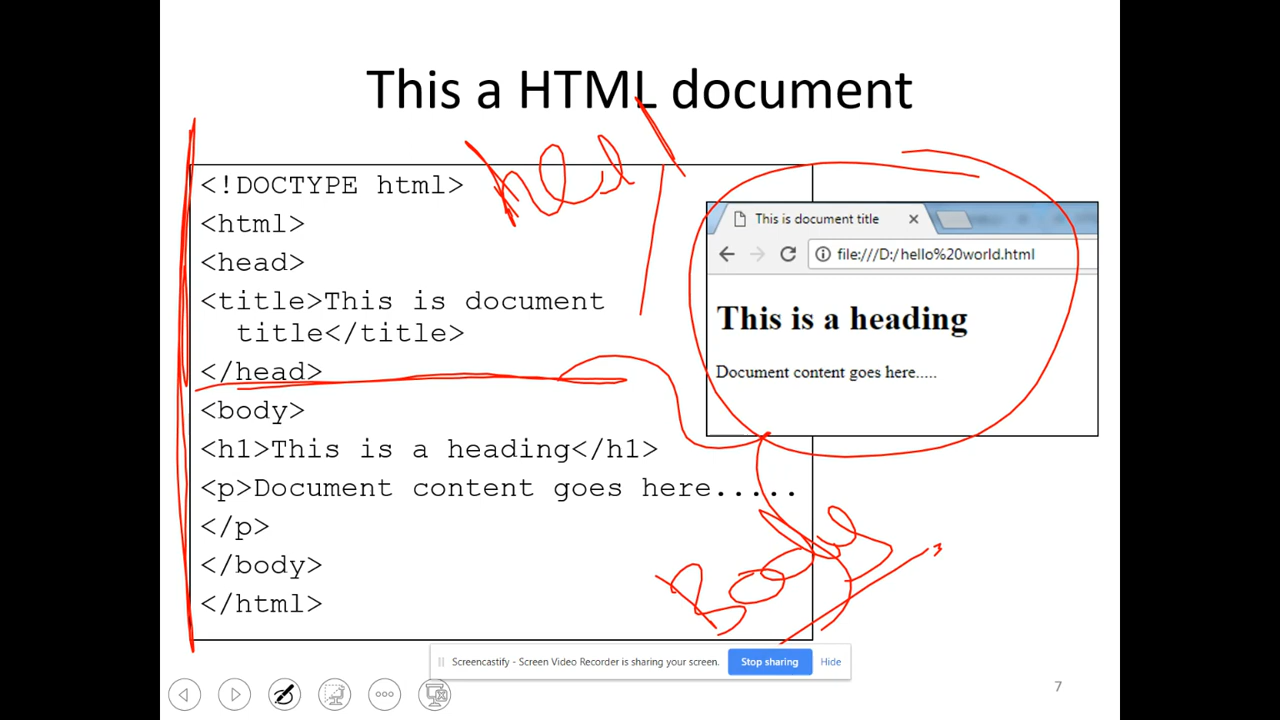 This a HTML document
head
<!DOCTYPE html>
<html>
<head>
<title>This is document
title</title>
</head>
<body>
<h1>This is a heading</h1>
<p>Document content goes here.....
</p>
</body>
</html>
This is document title
file:///D:/hello%20world.html
This is a heading
Document content goes here.....
Body
Screencastify - Screen Video Recorder is sharing your screen.
Stop sharing
Hide
7